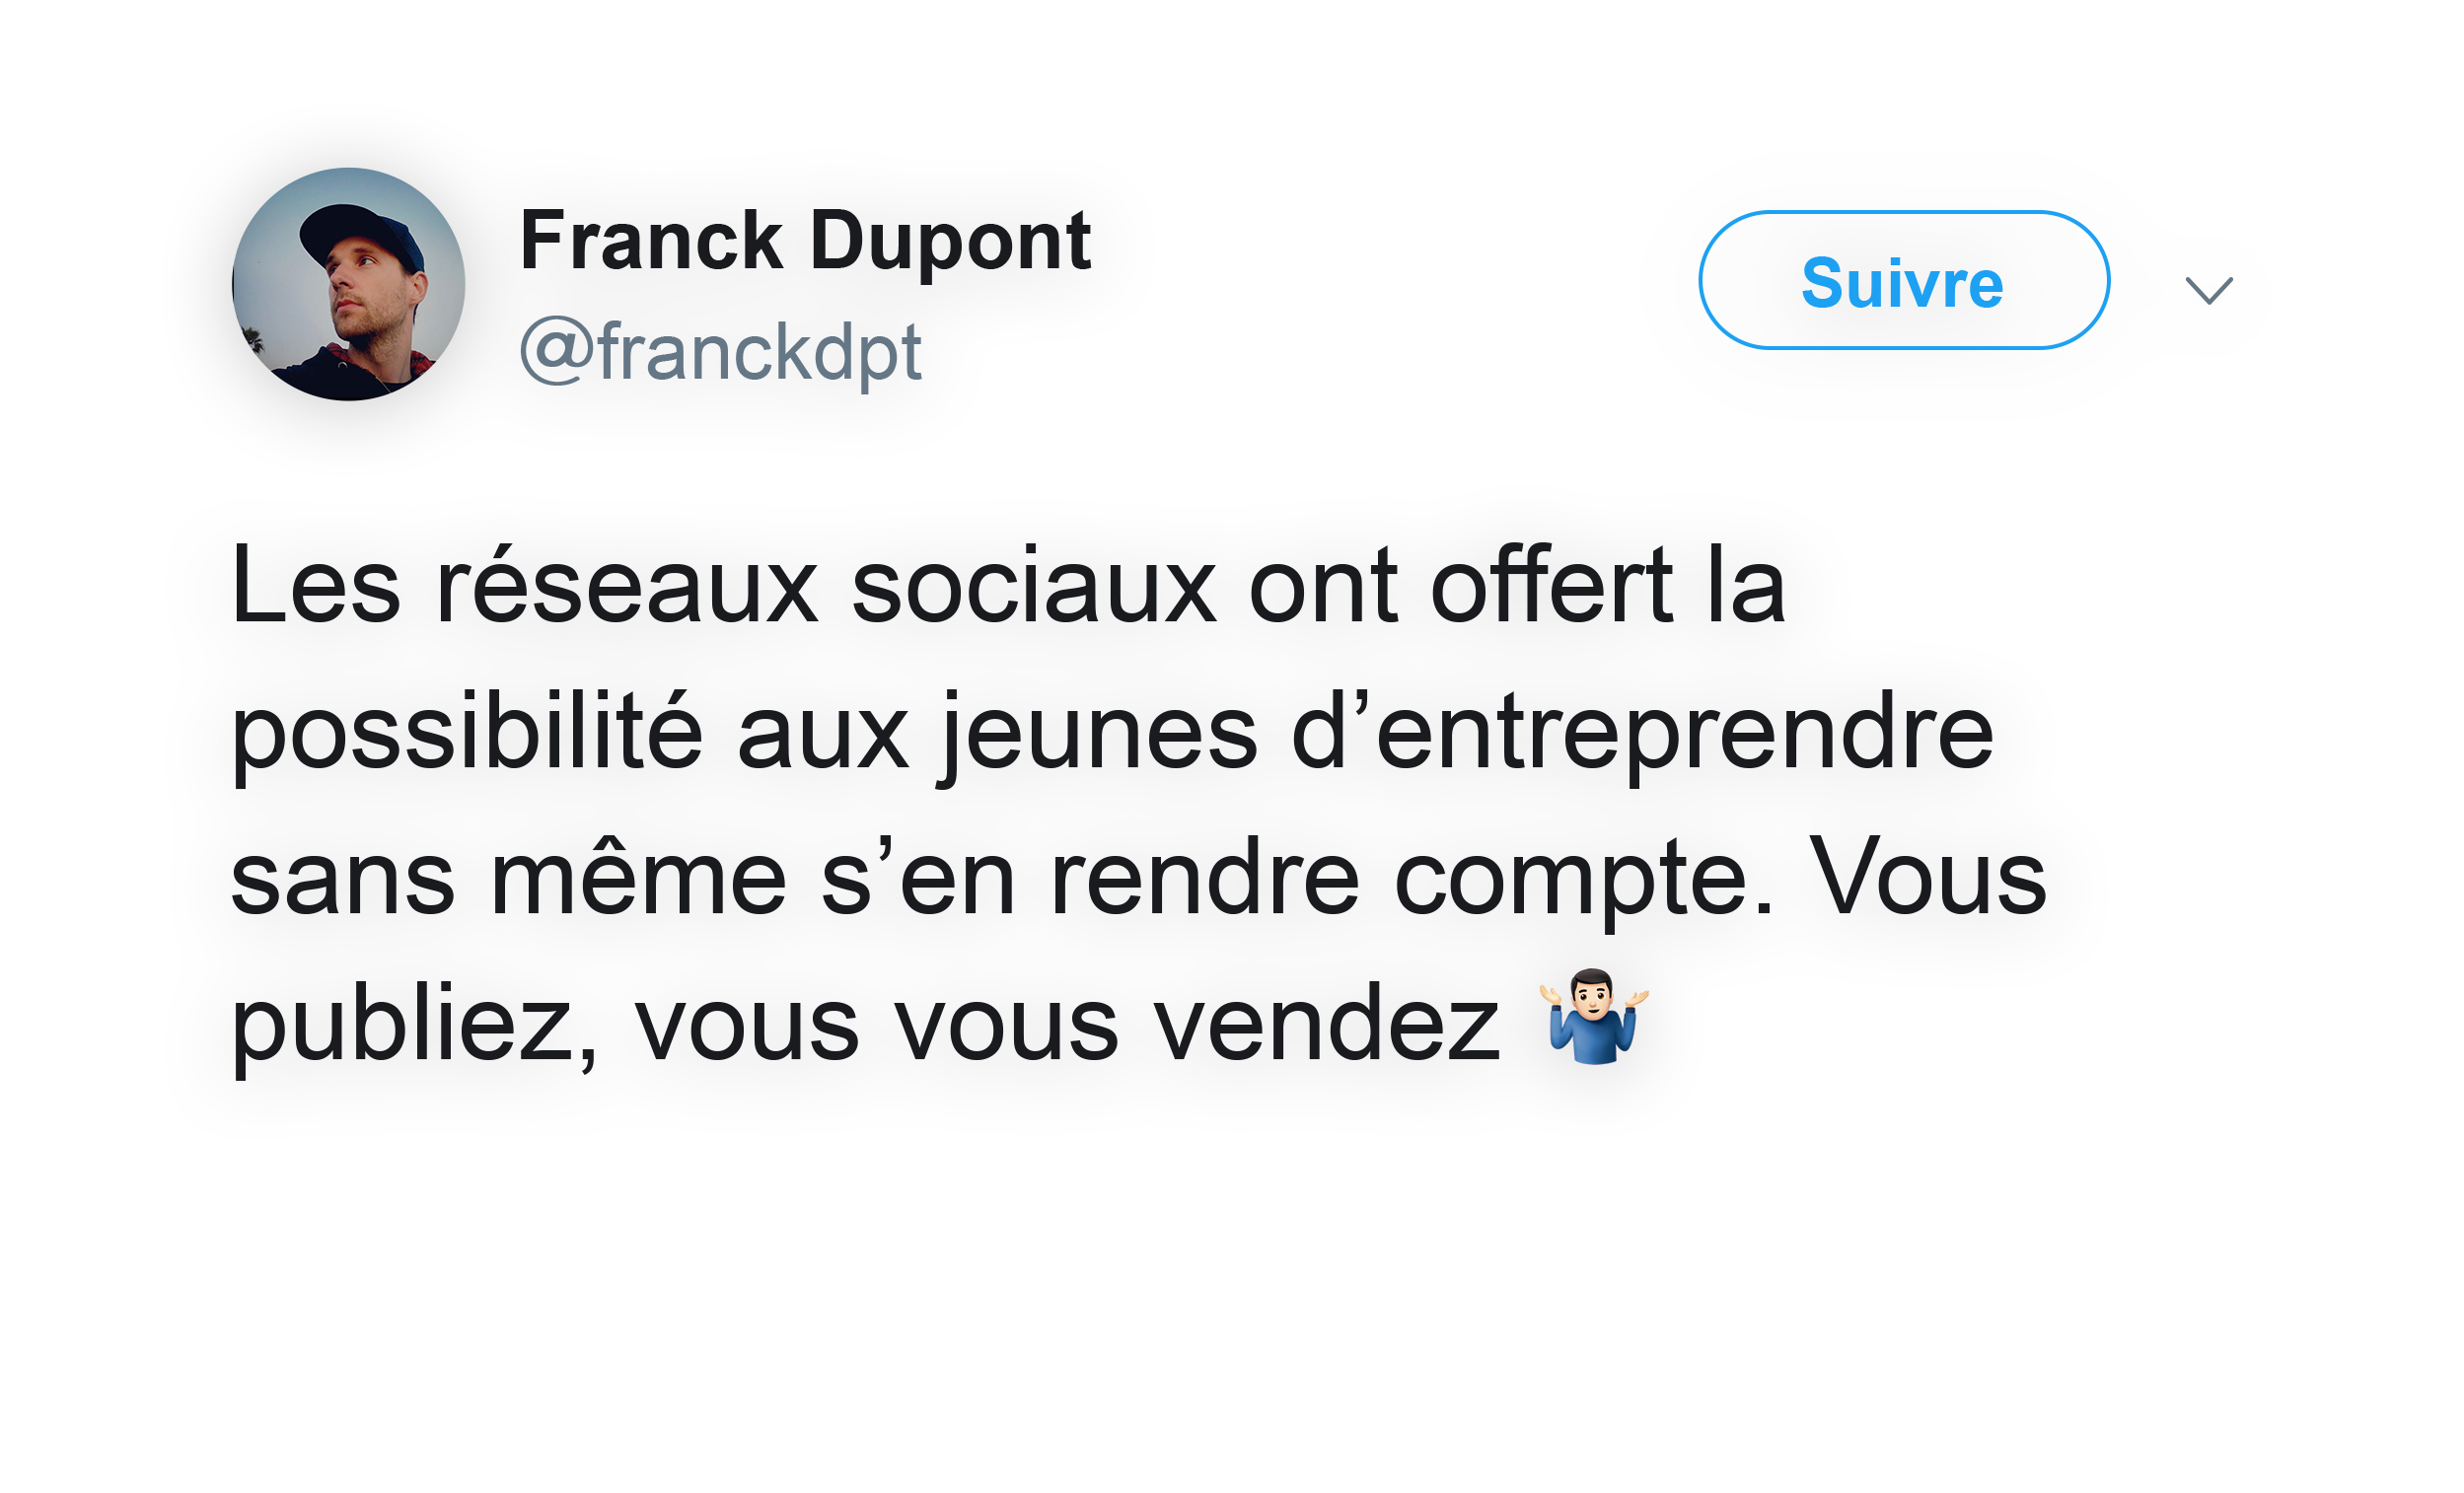 Franck Dupont
@franckdpt
Suivre
Les réseaux sociaux ont offert la
possibilité aux jeunes d’entreprendre
sans même s’en rendre compte. Vous
publiez, vous vous vendez 🤷🏻‍♂️